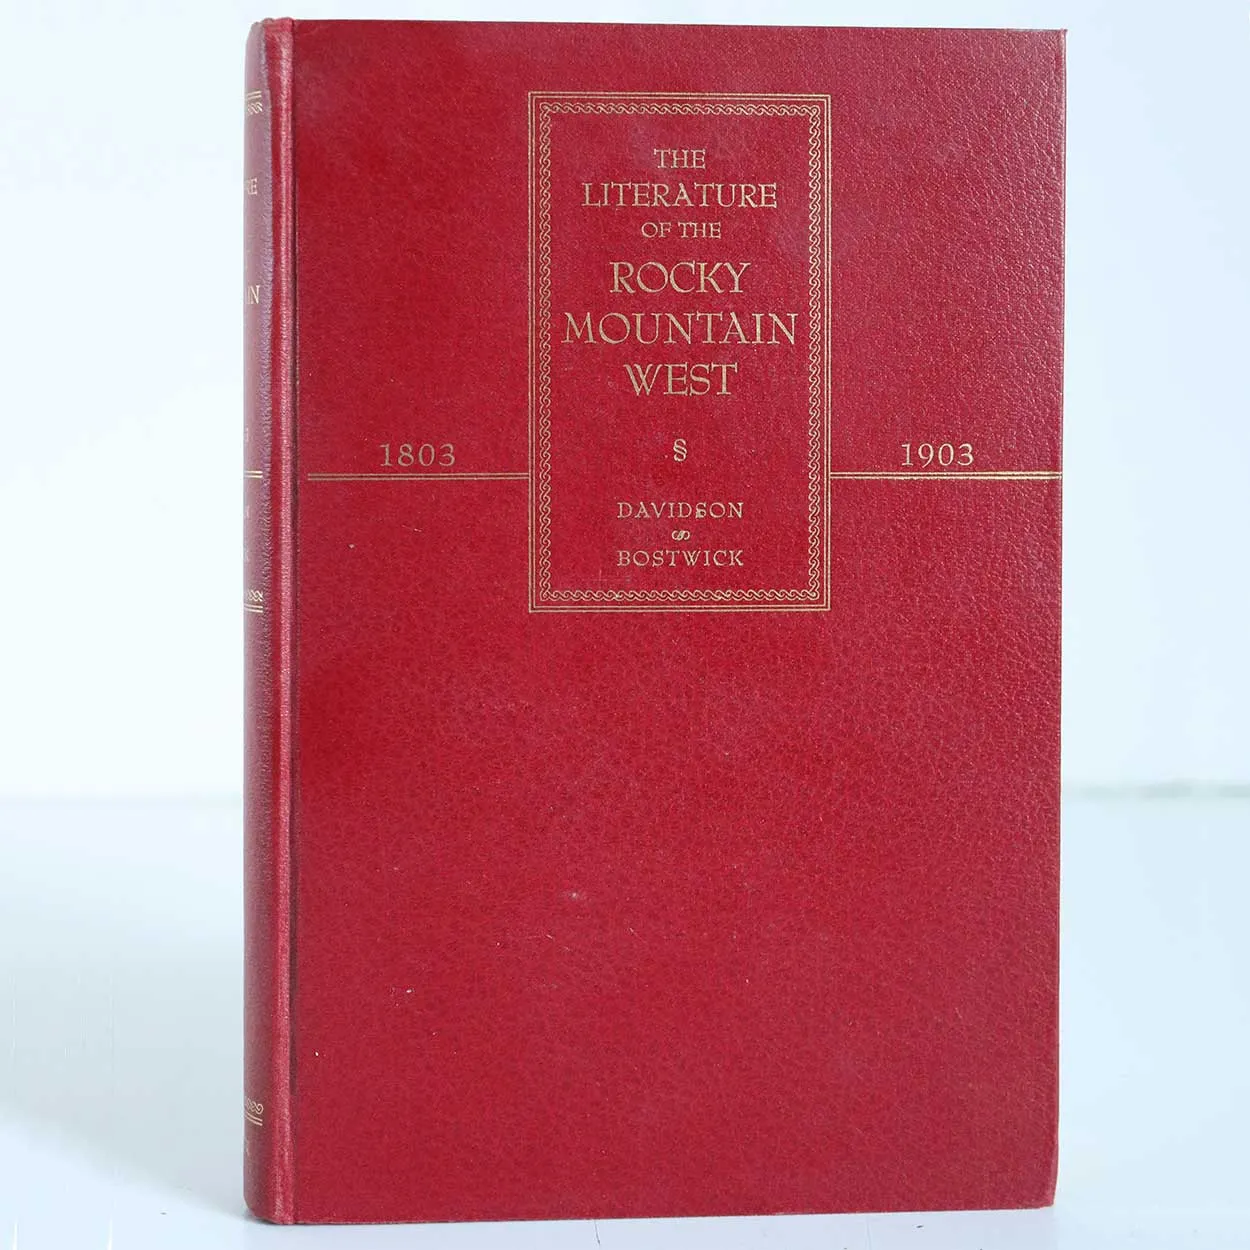 THE
LITERATURE
OF THE
ROCKY
MOUNTAIN
WEST
§
1803
1903
DAVIDSON
BOSTWICK